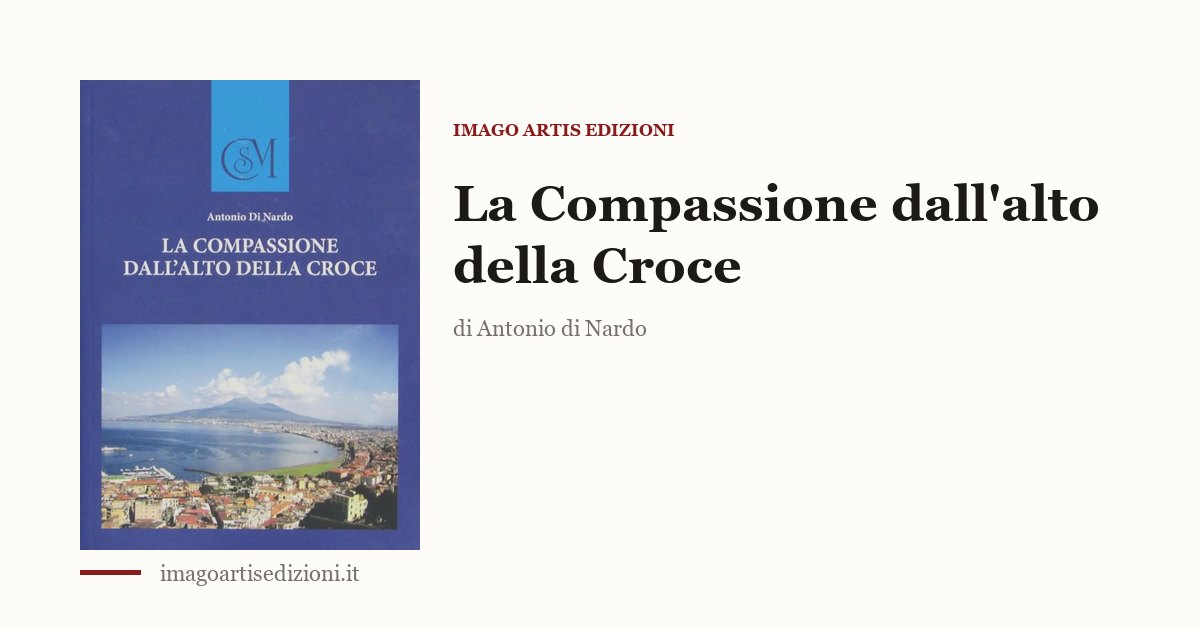 CSM
Antonio Di Nardo
LA COMPASSIONE
DALL'ALTO DELLA CROCE
IMAGO ARTIS EDIZIONI
La Compassione dall'alto
della Croce
di Antonio di Nardo
imagoartisedizioni.it